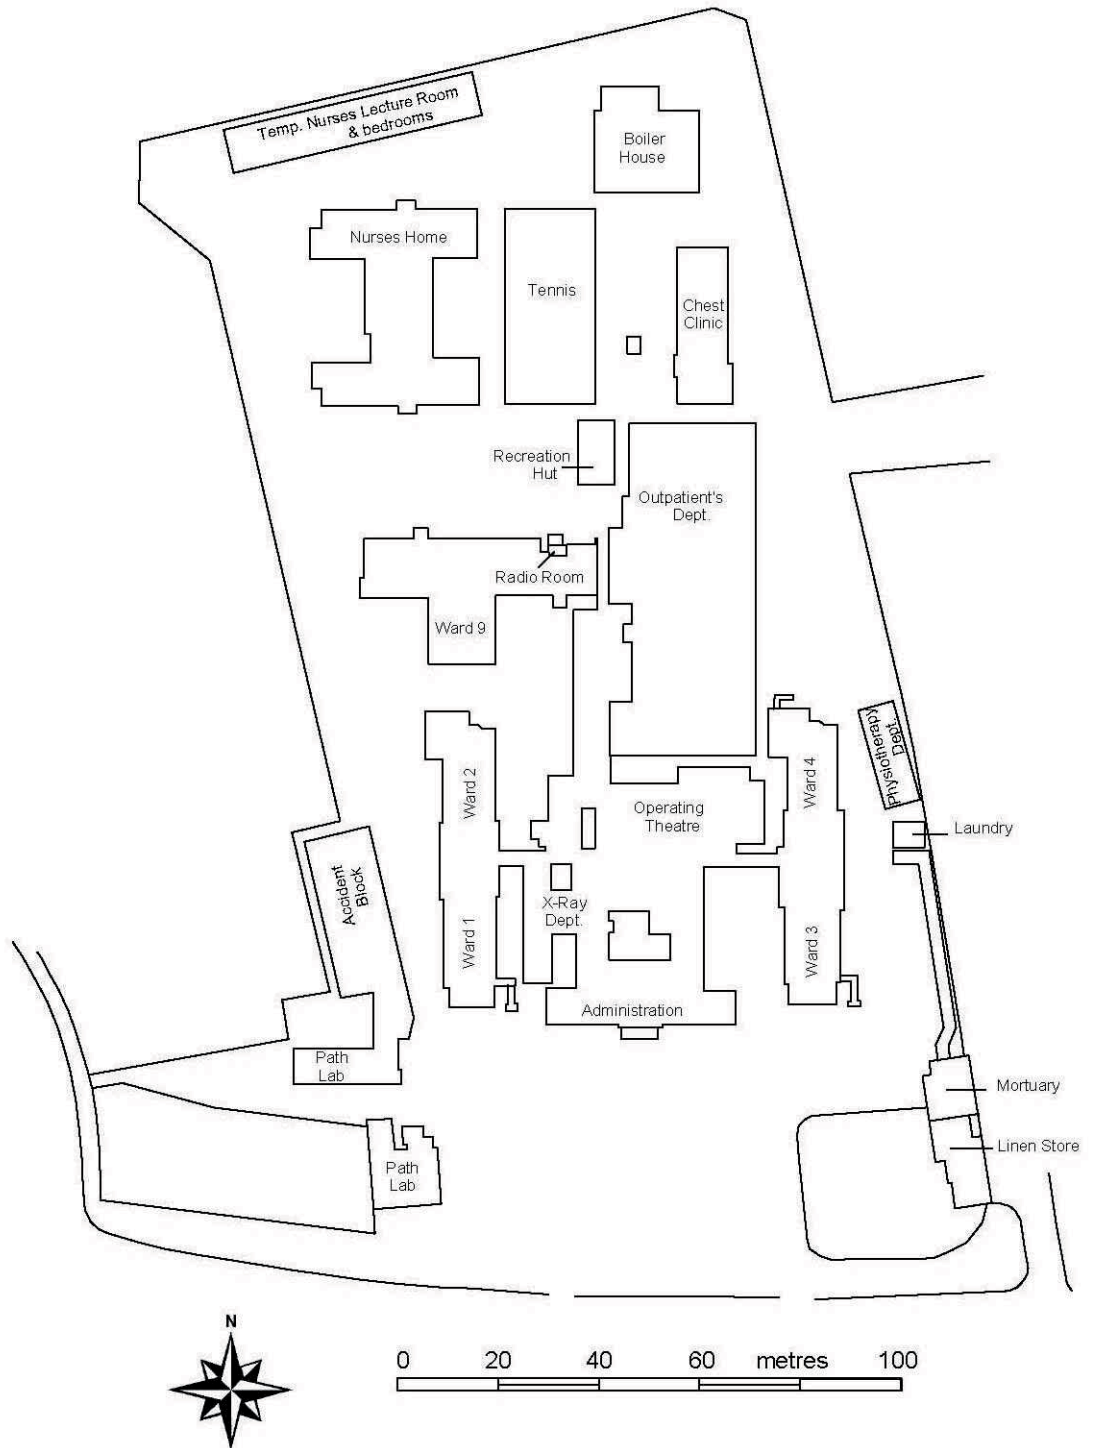 Temp. Nurses Lecture Room
& bedrooms
Boiler
House
Nurses Home
Tennis
Chest
Clinic
Recreation
Hut
Outpatient's
Dept.
Radio Room
Ward 9
Physiotherapy
Dept.
Ward 2
Ward 4
Operating
Theatre
Laundry
Accident
Block
X-Ray
Dept.
Ward 1
Ward 3
Administration
Path
Lab
Mortuary
Linen Store
Path
Lab
N
0 20 40 60 metres 100